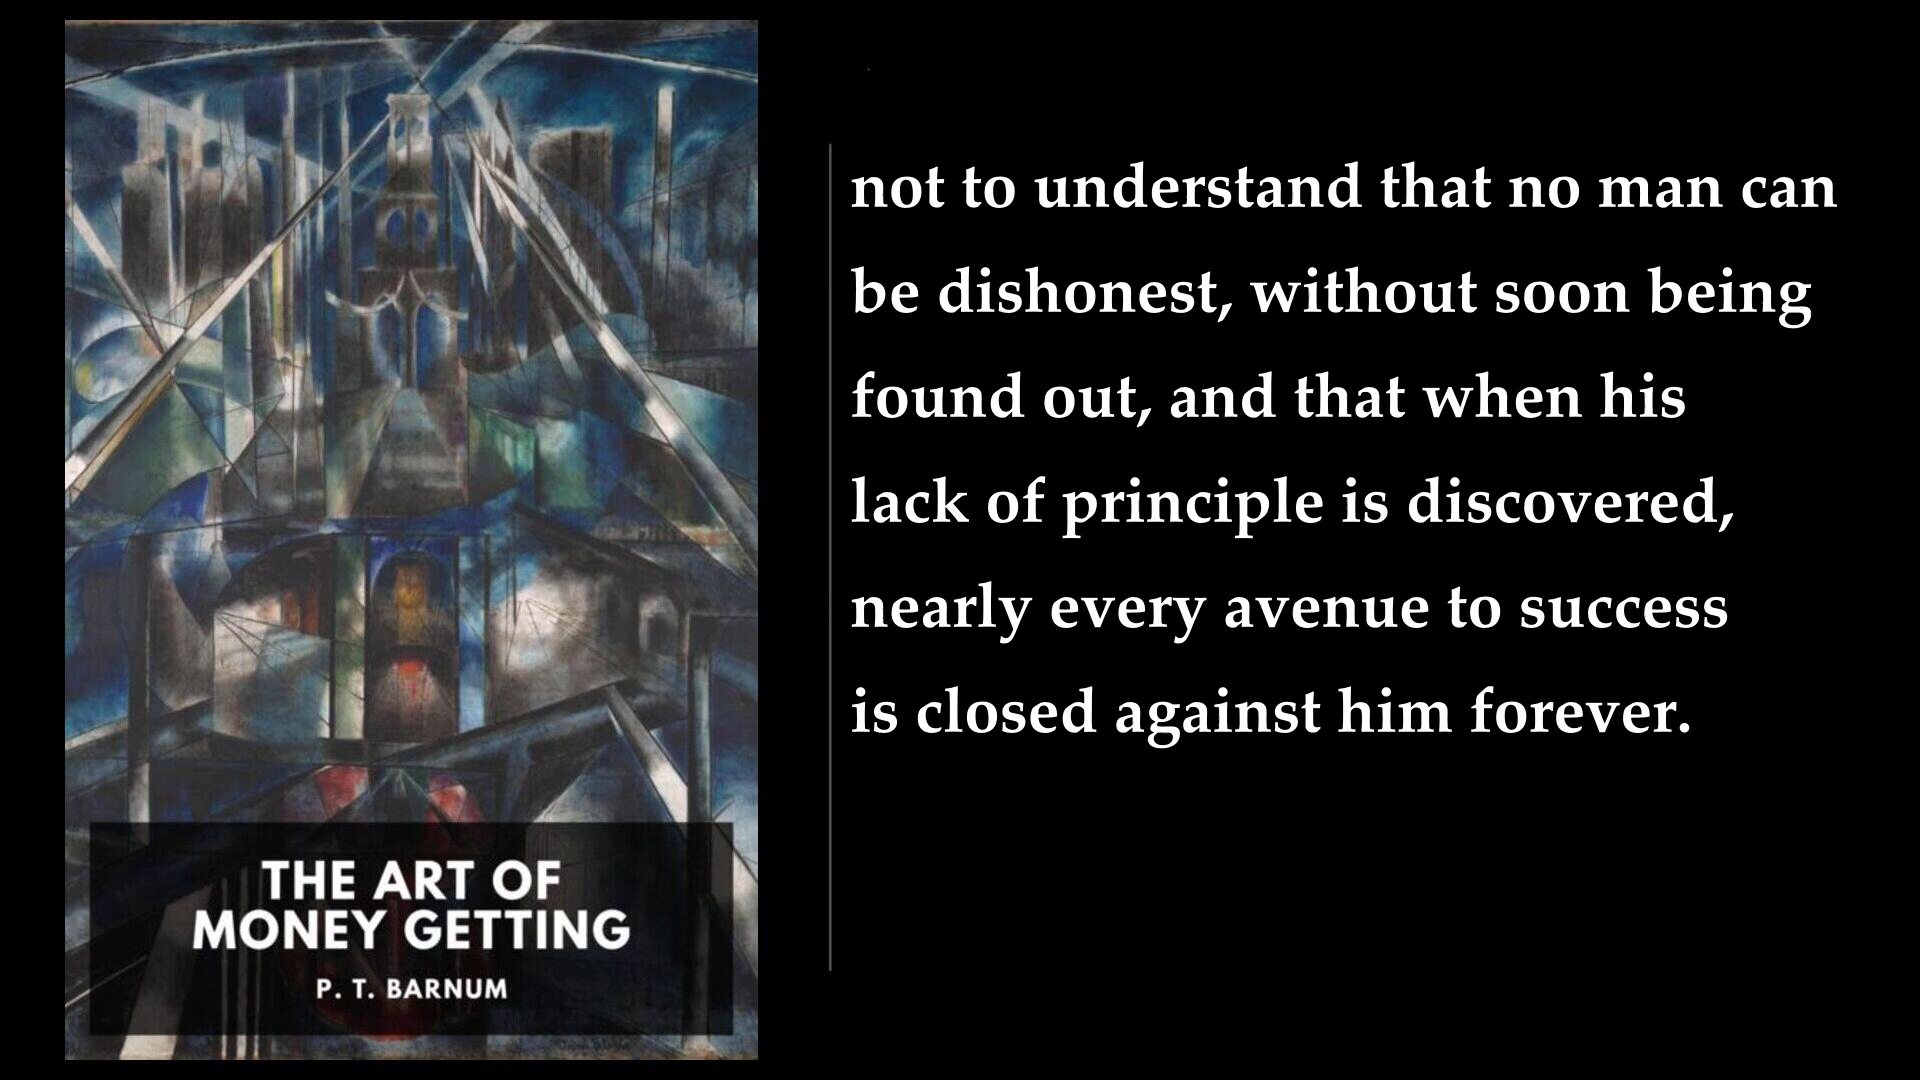 not to understand that no man can
be dishonest, without soon being
found out, and that when his
lack of principle is discovered,
nearly every avenue to success
is closed against him forever.
THE ART OF
MONEY GETTING
P. T. BARNUM